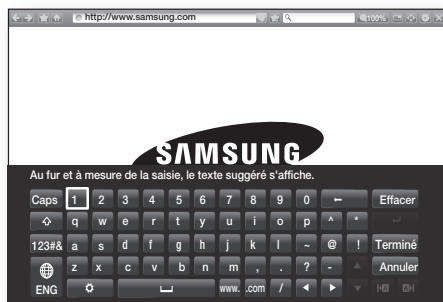 http://www.samsung.com 100%
SAMSUNG
Au fur et à mesure de la saisie, le texte suggéré s'affiche.
Caps 1 2 3 4 5 6 7 8 9 0 ← Effacer
q w e r t y u i o p ^ *
123#& a s d f g h j k l ~ @ ! Terminé
z x c v b n m , . ? - Annuler
ENG www. .com /